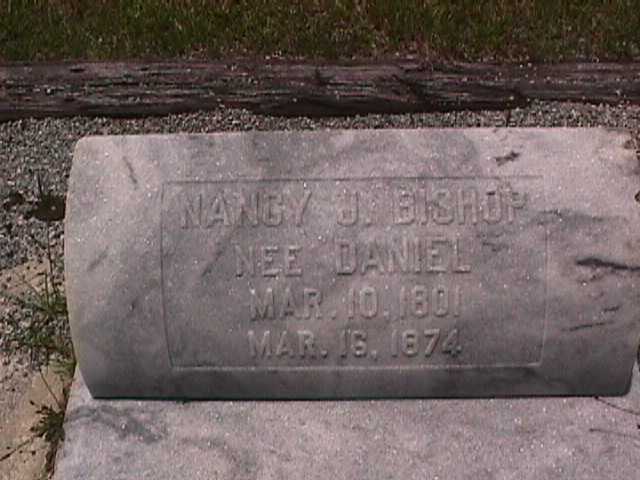 NANCY J. BISHOP
NEE DANIEL
MAR. 10, 1801
MAR. 16, 1874